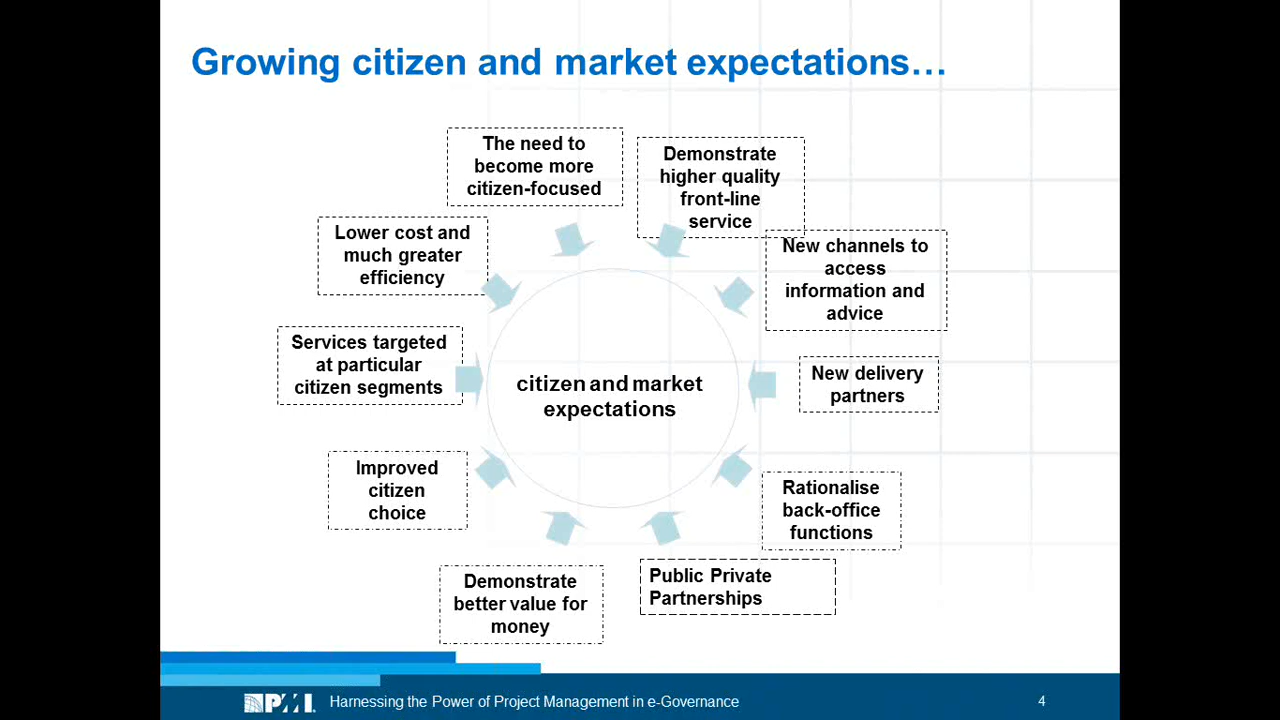 Growing citizen and market expectations…
The need to
become more
citizen-focused
Demonstrate
higher quality
front-line
service
Lower cost and
much greater
efficiency
New channels to
access
information and
advice
Services targeted
at particular
citizen segments
citizen and market
expectations
New delivery
partners
Improved
citizen
choice
Rationalise
back-office
functions
Demonstrate
better value for
money
Public Private
Partnerships
PMI Harnessing the Power of Project Management in e-Governance
4